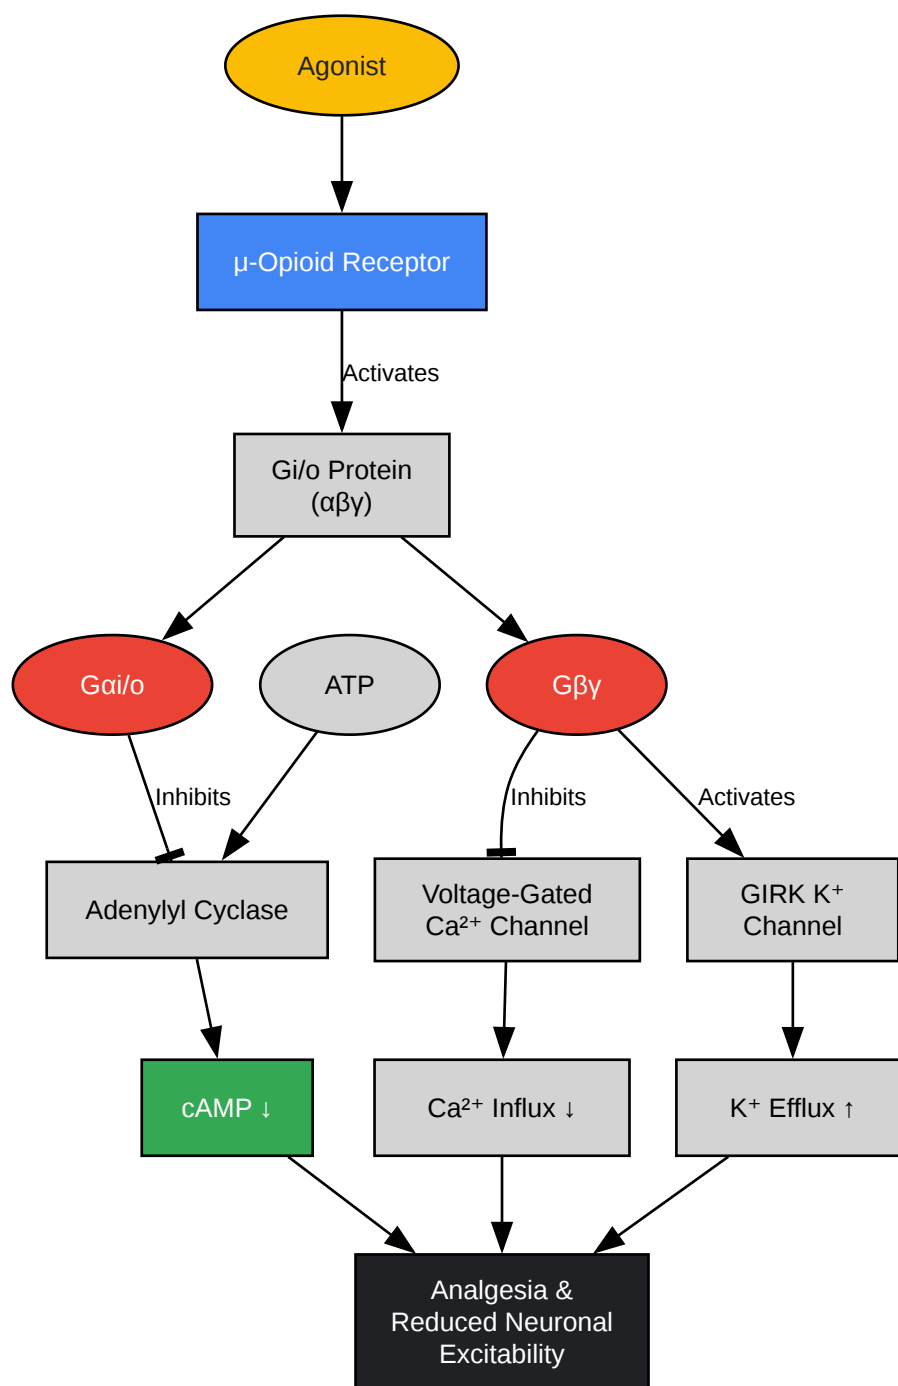 Agonist
μ-Opioid Receptor
Activates
Gi/o Protein
(αβγ)
Gαi/o
ATP
Gβγ
Inhibits
Inhibits
Activates
Adenylyl Cyclase
Voltage-Gated
Ca²⁺ Channel
GIRK K⁺
Channel
cAMP ↓
Ca²⁺ Influx ↓
K⁺ Efflux ↑
Analgesia &
Reduced Neuronal
Excitability